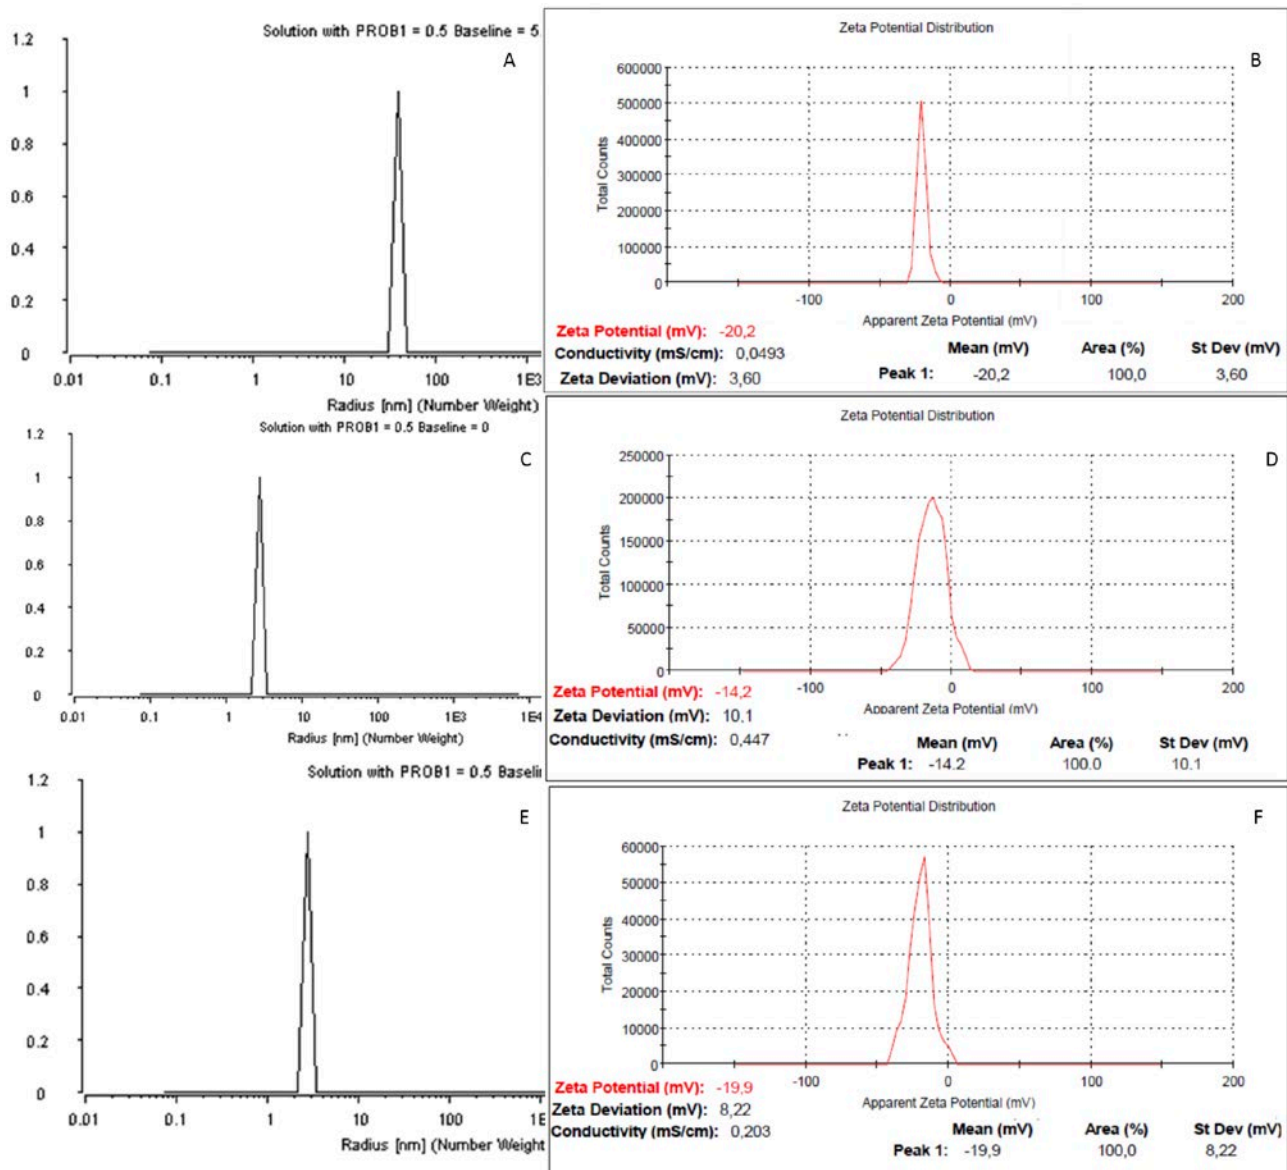 Solution with PROB1 = 0.5 Baseline = 5.
A
1.2
1
0.8
0.6
0.4
0.2
0
0.01 0.1 1 10 100 1E3
Radius [nm] (Number Weight)
Zeta Potential Distribution
B
600000
500000
400000
300000
200000
100000
0
Total Counts
-100 0 100 200
Apparent Zeta Potential (mV)
Zeta Potential (mV): -20,2
Conductivity (mS/cm): 0,0493
Zeta Deviation (mV): 3,60
Mean (mV) Area (%) St Dev (mV)
Peak 1: -20,2 100,0 3,60
Solution with PROB1 = 0.5 Baseline = 0
C
1.2
1
0.8
0.6
0.4
0.2
0
0.01 0.1 1 10 100 1E3 1E4
Radius [nm] (Number Weight)
Zeta Potential Distribution
D
250000
200000
150000
100000
50000
0
Total Counts
-100 0 100 200
Apparent Zeta Potential (mV)
Zeta Potential (mV): -14,2
Zeta Deviation (mV): 10,1
Conductivity (mS/cm): 0,447
Mean (mV) Area (%) St Dev (mV)
Peak 1: -14.2 100.0 10.1
Solution with PROB1 = 0.5 Baseli
E
1.2
1
0.8
0.6
0.4
0.2
0
0.01 0.1 1 10 100
Radius [nm] (Number Weight
Zeta Potential Distribution
F
60000
50000
40000
30000
20000
10000
0
Total Counts
-100 0 100 200
Apparent Zeta Potential (mV)
Zeta Potential (mV): -19,9
Zeta Deviation (mV): 8,22
Conductivity (mS/cm): 0,203
Mean (mV) Area (%) St Dev (mV)
Peak 1: -19,9 100,0 8,22